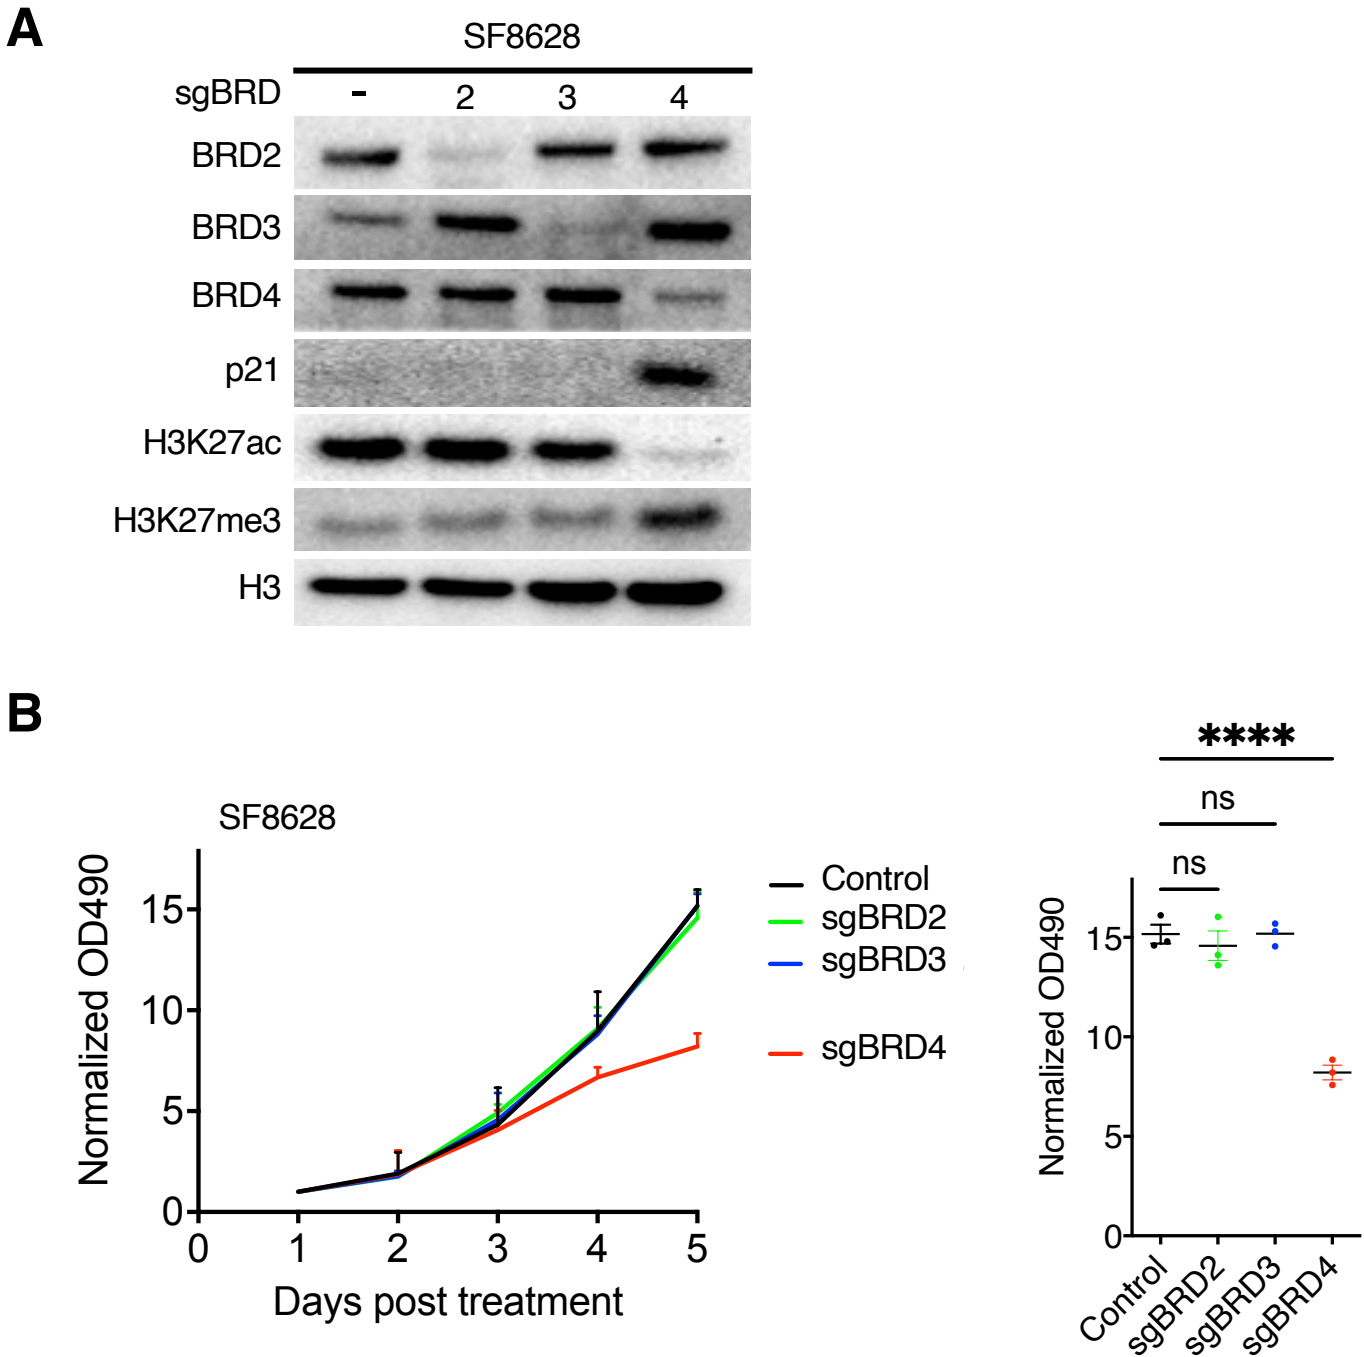 A
SF8628
sgBRD - 2 3 4
BRD2
BRD3
BRD4
p21
H3K27ac
H3K27me3
H3
B
SF8628
Normalized OD490
15
10
5
0
0 1 2 3 4 5
Days post treatment
Control
sgBRD2
sgBRD3
sgBRD4
****
ns
ns
Normalized OD490
15
10
5
0
Control
sgBRD2
sgBRD3
sgBRD4